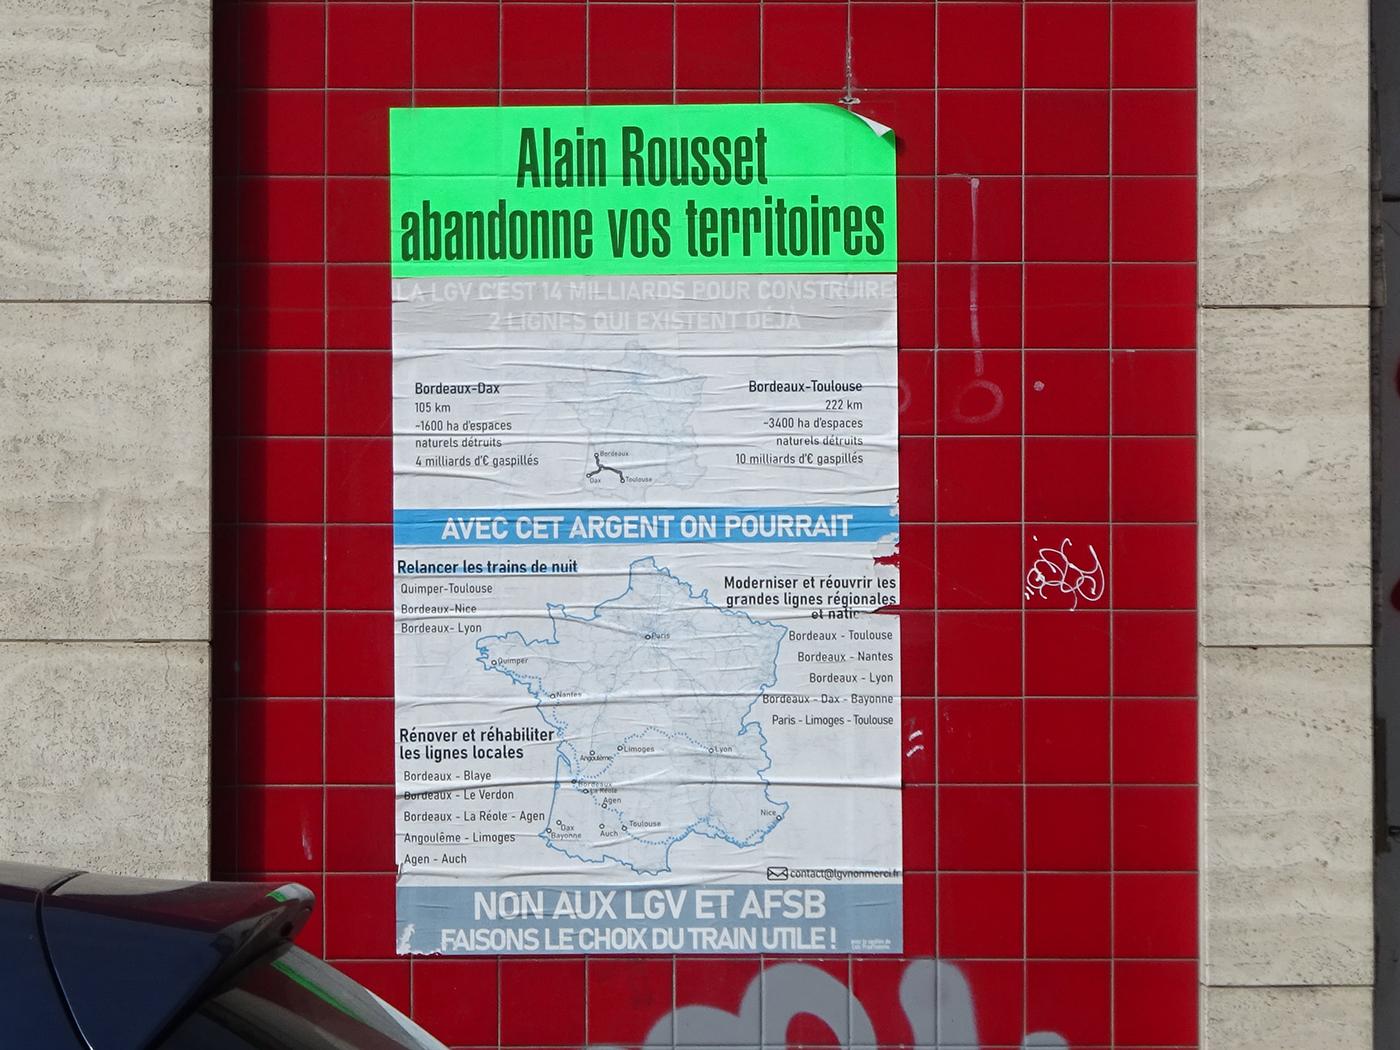 Alain Rousset
abandonne vos territoires
LA LGV C'EST 14 MILLIARDS POUR CONSTRUIRE
2 LIGNES QUI EXISTENT DÉJÀ
Bordeaux-Dax
105 km
~1600 ha d'espaces
naturels détruits
4 milliards d'€ gaspillés
Bordeaux-Toulouse
222 km
~3400 ha d'espaces
naturels détruits
10 milliards d'€ gaspillés
Bordeaux
Dax
Toulouse
AVEC CET ARGENT ON POURRAIT
Relancer les trains de nuit
Quimper-Toulouse
Bordeaux-Nice
Bordeaux- Lyon
Moderniser et réouvrir les
grandes lignes régionales
et natio
Bordeaux - Toulouse
Bordeaux - Nantes
Bordeaux - Lyon
Bordeaux - Dax - Bayonne
Paris - Limoges - Toulouse
Rénover et réhabiliter
les lignes locales
Bordeaux - Blaye
Bordeaux - Le Verdon
Bordeaux - La Réole - Agen
Angoulême - Limoges
Agen - Auch
Paris
Quimper
Nantes
Limoges
Lyon
Angoulême
Bordeaux
La Réole
Agen
Nice
Dax
Bayonne
Auch
Toulouse
contact@lgvnonmerci.fr
NON AUX LGV ET AFSB
FAISONS LE CHOIX DU TRAIN UTILE !